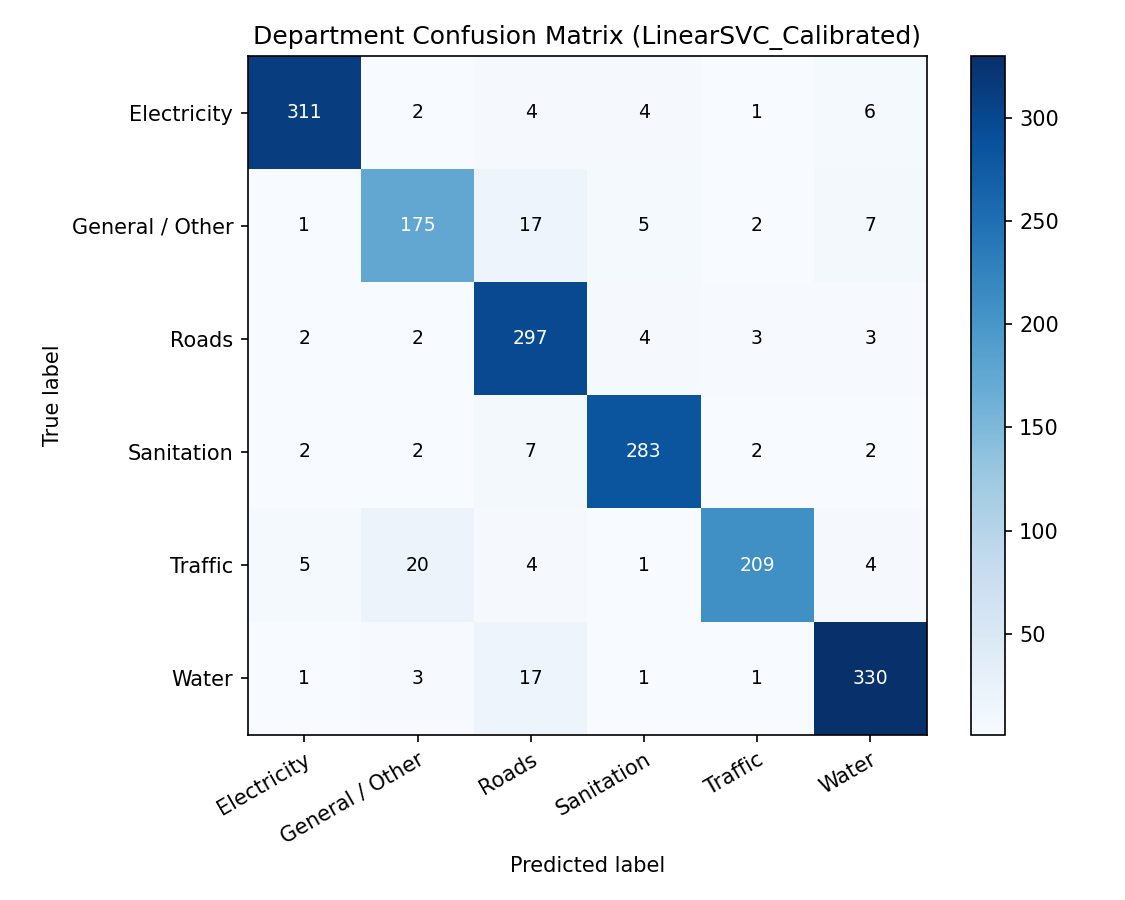 Department Confusion Matrix (LinearSVC_Calibrated)
Electricity 311 2 4 4 1 6
General / Other 1 175 17 5 2 7
Roads 2 2 297 4 3 3
Sanitation 2 2 7 283 2 2
Traffic 5 20 4 1 209 4
Water 1 3 17 1 1 330
True label
Electricity General / Other Roads Sanitation Traffic Water
Predicted label
300
250
200
150
100
50